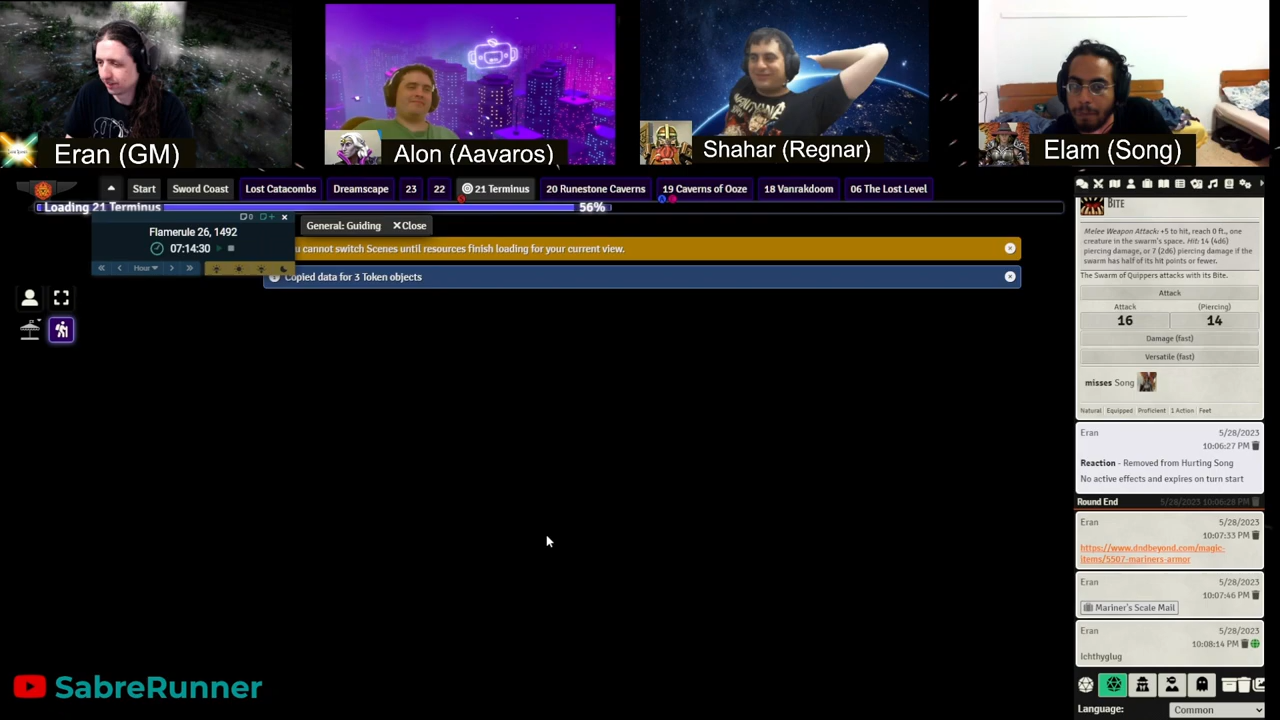 Eran (GM)
Alon (Aavaros)
Shahar (Regnar)
Elam (Song)
Start
Sword Coast
Lost Catacombs
Dreamscape
23
22
21 Terminus
20 Runestone Caverns
19 Caverns of Ooze
18 Vanrakdoom
06 The Lost Level
Loading 21 Terminus
56%
Flamerule 26, 1492
07:14:30
Hour
General: Guiding
Close
cannot switch Scenes until resources finish loading for your current view.
Copied data for 3 Token objects
BITE
Melee Weapon Attack: +5 to hit, reach 0 ft., one
creature in the swarm's space. Hit: 14 (4d6)
piercing damage, or 7 (2d6) piercing damage if the
swarm has half of its hit points or fewer.
The Swarm of Quippers attacks with its Bite.
Attack
Attack
(Piercing)
16
14
Damage (fast)
Versatile (fast)
misses Song
Natural Equipped Proficient 1 Action Feet
Eran
5/28/2023
10:06:27 PM
Reaction - Removed from Hurting Song
No active effects and expires on turn start
Round End
5/28/2023 10:06:28 PM
Eran
5/28/2023
10:07:33 PM
https://www.dndbeyond.com/magic-
items/5507-mariners-armor
Eran
5/28/2023
10:07:46 PM
Mariner's Scale Mail
Eran
5/28/2023
10:08:14 PM
Ichthyglug
Language:
Common
SabreRunner